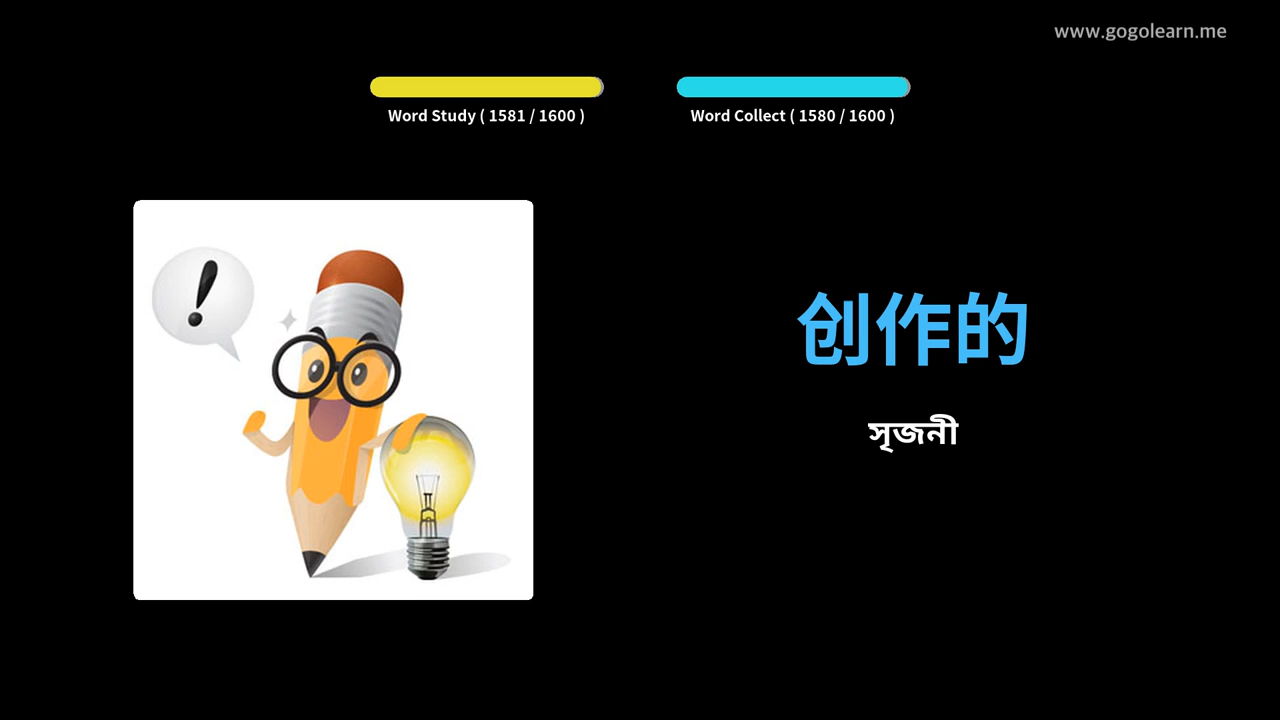 www.gogolearn.me
Word Study ( 1581 / 1600 )
Word Collect ( 1580 / 1600 )
!
创作的
সৃজনী